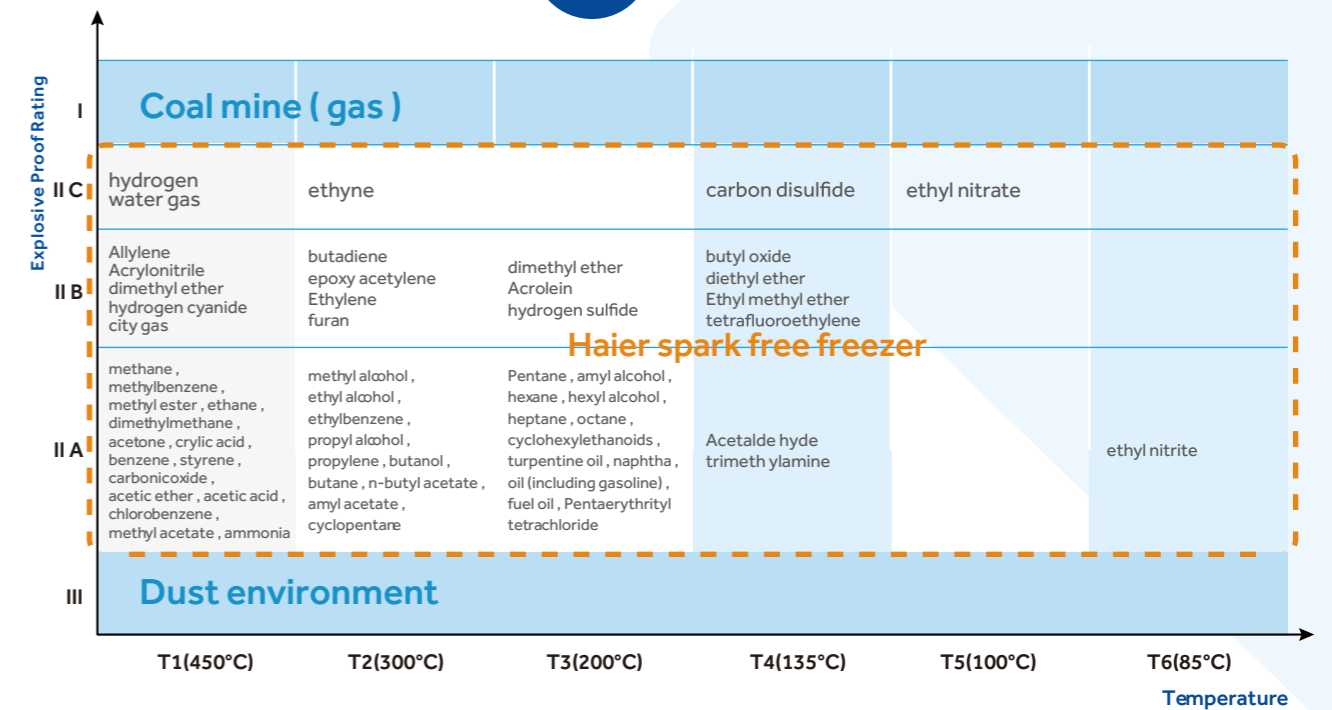 Explosive Proof Rating
I
Coal mine ( gas )
II C
hydrogen
water gas
ethyne
carbon disulfide
ethyl nitrate
II B
Allylene
Acrylonitrile
dimethyl ether
hydrogen cyanide
city gas
butadiene
epoxy acetylene
Ethylene
furan
dimethyl ether
Acrolein
hydrogen sulfide
butyl oxide
diethyl ether
Ethyl methyl ether
tetrafluoroethylene
Haier spark free freezer
II A
methane ,
methylbenzene ,
methyl ester , ethane ,
dimethylmethane ,
acetone , crylic acid ,
benzene , styrene ,
carbonicoxide ,
acetic ether , acetic acid ,
chlorobenzene ,
methyl acetate , ammonia
methyl alcohol ,
ethyl alcohol ,
ethylbenzene ,
propyl alcohol ,
propylene , butanol ,
butane , n-butyl acetate ,
amyl acetate ,
cyclopentane
Pentane , amyl alcohol ,
hexane , hexyl alcohol ,
heptane , octane ,
cyclohexylethanoids ,
turpentine oil , naphtha ,
oil (including gasoline) ,
fuel oil , Pentaerythrityl
tetrachloride
Acetalde hyde
trimeth ylamine
ethyl nitrite
III
Dust environment
T1(450°C)
T2(300°C)
T3(200°C)
T4(135°C)
T5(100°C)
T6(85°C)
Temperature